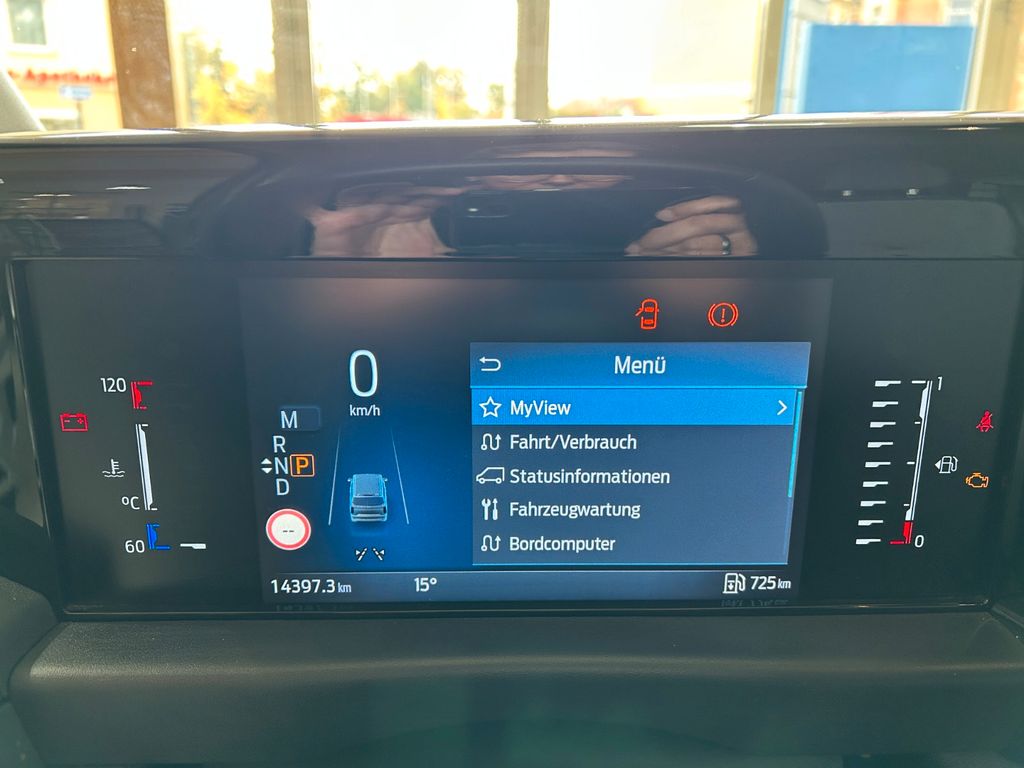 Apotheke
120
°C
60
0
km/h
M
R
N P
D
--
Menü
MyView
Fahrt/Verbrauch
Statusinformationen
Fahrzeugwartung
Bordcomputer
14397.3 km
15°
725 km
1
0